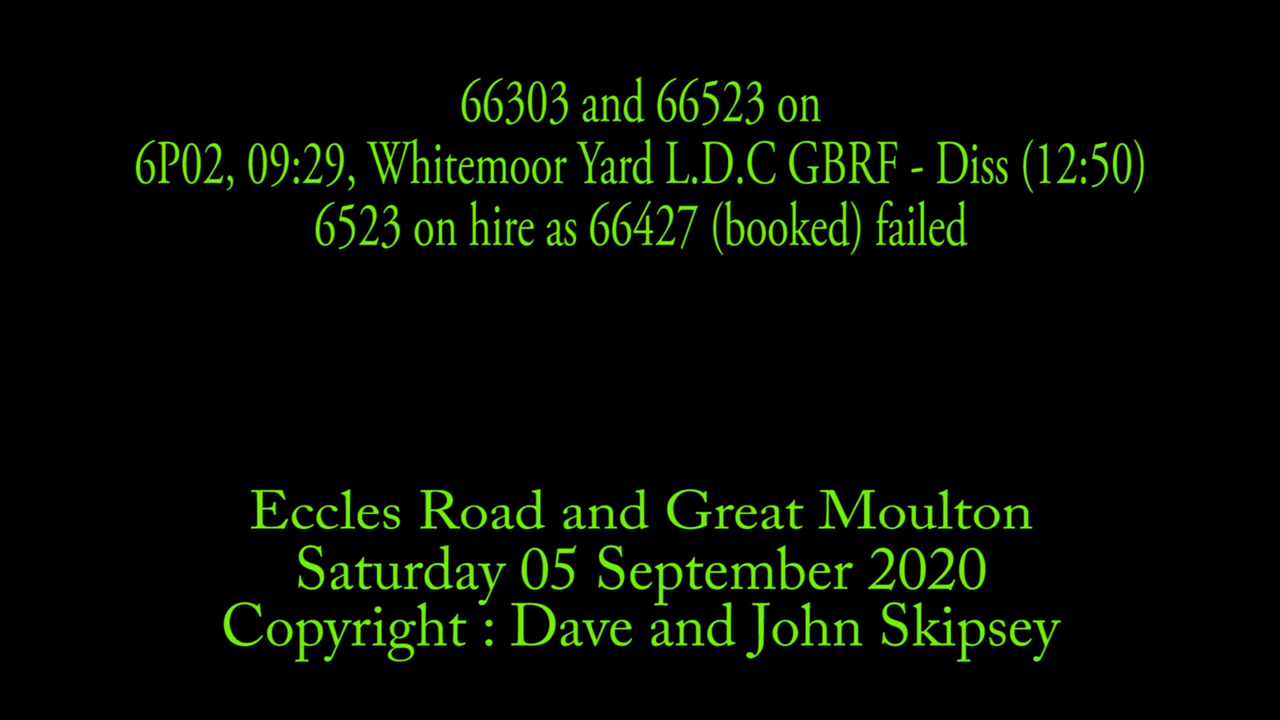 66303 and 66523 on
6P02, 09:29, Whitemoor Yard L.D.C GBRF - Diss (12:50)
6523 on hire as 66427 (booked) failed
Eccles Road and Great Moulton
Saturday 05 September 2020
Copyright : Dave and John Skipsey